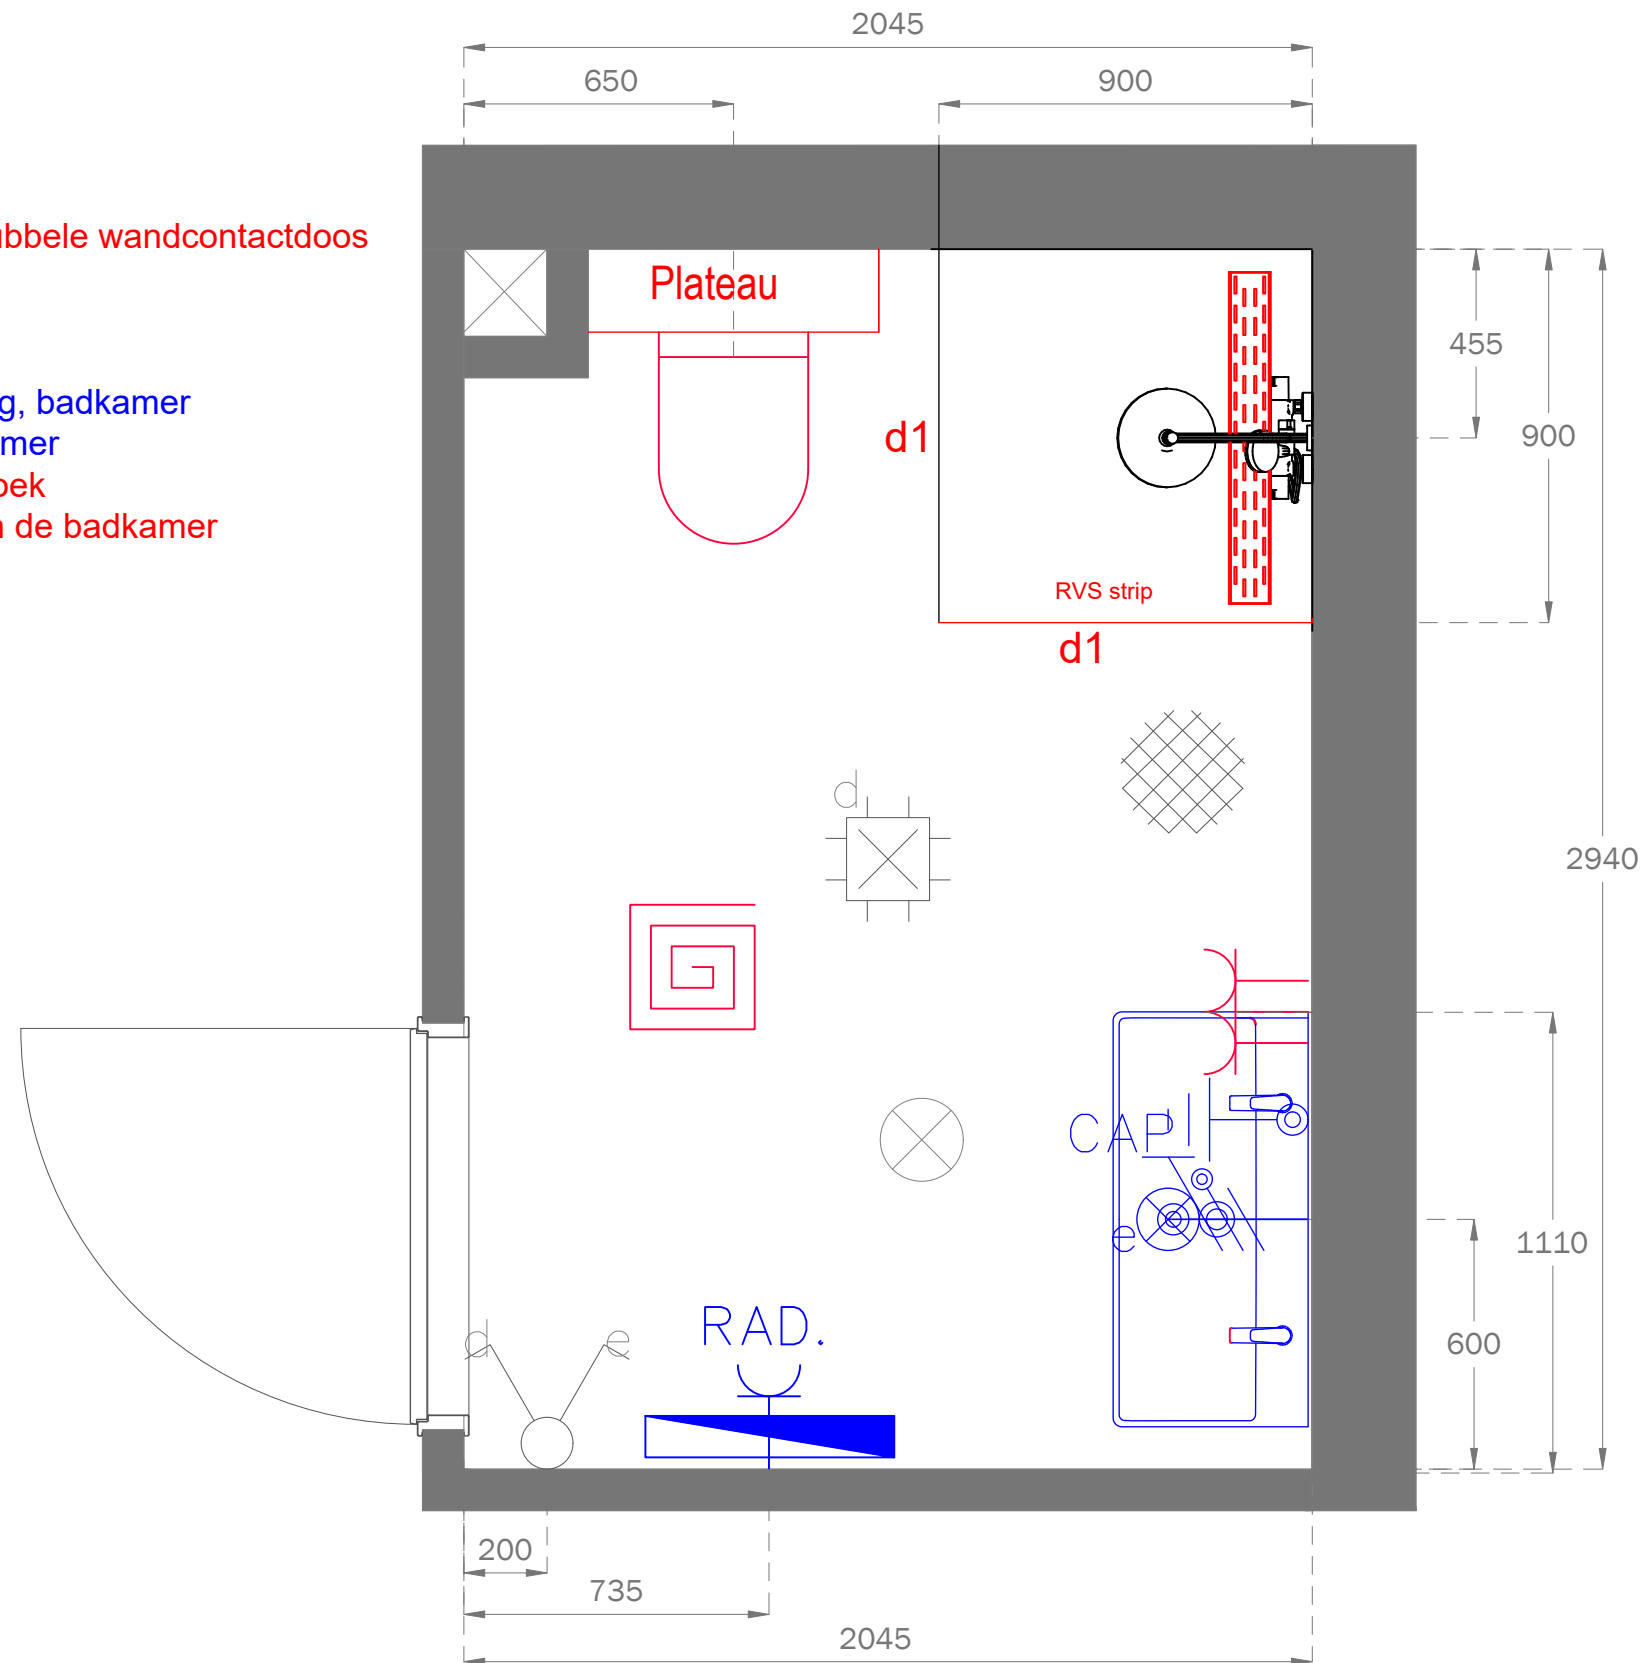 2045
650
900
bbele wandcontactdoos
Plateau
455
900
g, badkamer
mer
d1
oek
de badkamer
RVS strip
d1
d
2940
CAP
e
1110
RAD.
d
e
600
200
735
2045